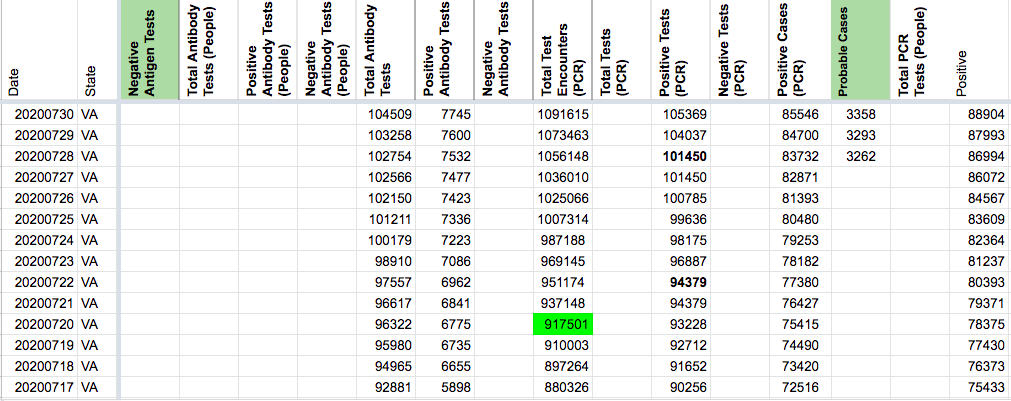 Date State Negative Antigen Tests Total Antibody Tests (People) Positive Antibody Tests (People) Negative Antibody Tests (People) Total Antibody Tests Positive Antibody Tests Negative Antibody Tests Total Test Encounters (PCR) Total Tests (PCR) Positive Tests (PCR) Negative Tests (PCR) Positive Cases (PCR) Probable Cases Total PCR Tests (People) Positive
20200730 VA 104509 7745 1091615 105369 85546 3358 88904
20200729 VA 103258 7600 1073463 104037 84700 3293 87993
20200728 VA 102754 7532 1056148 101450 83732 3262 86994
20200727 VA 102566 7477 1036010 101450 82871 86072
20200726 VA 102150 7423 1025066 100785 81393 84567
20200725 VA 101211 7336 1007314 99636 80480 83609
20200724 VA 100179 7223 987188 98175 79253 82364
20200723 VA 98910 7086 969145 96887 78182 81237
20200722 VA 97557 6962 951174 94379 77380 80393
20200721 VA 96617 6841 937148 94379 76427 79371
20200720 VA 96322 6775 917501 93228 75415 78375
20200719 VA 95980 6735 910003 92712 74490 77430
20200718 VA 94965 6655 897264 91652 73420 76373
20200717 VA 92881 5898 880326 90256 72516 75433